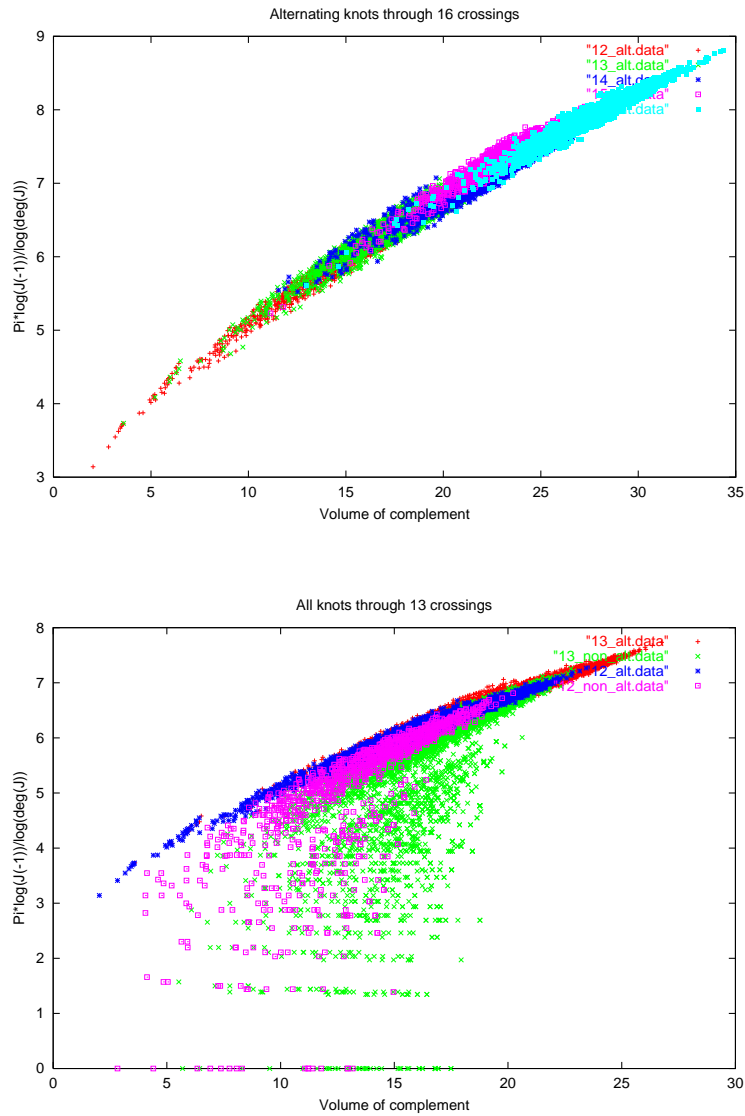 Alternating knots through 16 crossings
9
8
7
6
5
4
3
Pi*log(J(-1))/log(deg(J))
"12_alt.data"
"13_alt.data"
"14_alt.data"
0
5
10
15
20
25
30
35
Volume of complement
All knots through 13 crossings
8
7
6
5
4
3
2
1
0
Pi*log(J(-1))/log(deg(J))
"13_alt.data"
"13_non_alt.data"
"12_alt.data"
"12_non_alt.data"
0
5
10
15
20
25
30
Volume of complement